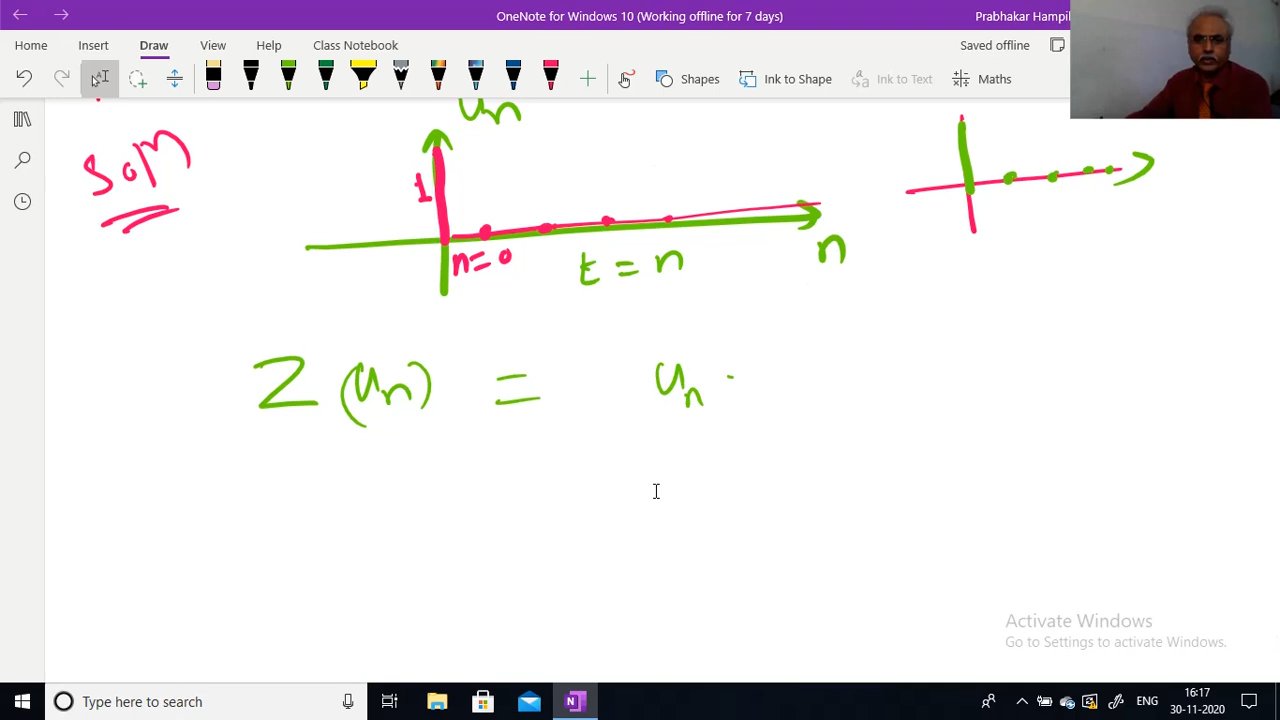 OneNote for Windows 10 (Working offline for 7 days)
Prabhakar Hampil
Home Insert Draw View Help Class Notebook
Saved offline
Shapes Ink to Shape Ink to Text Maths
un
Soln
1
n=0
t = n
n
Z (un) = un ·
Activate Windows
Go to Settings to activate Windows.
Type here to search
ENG
16:17
30-11-2020